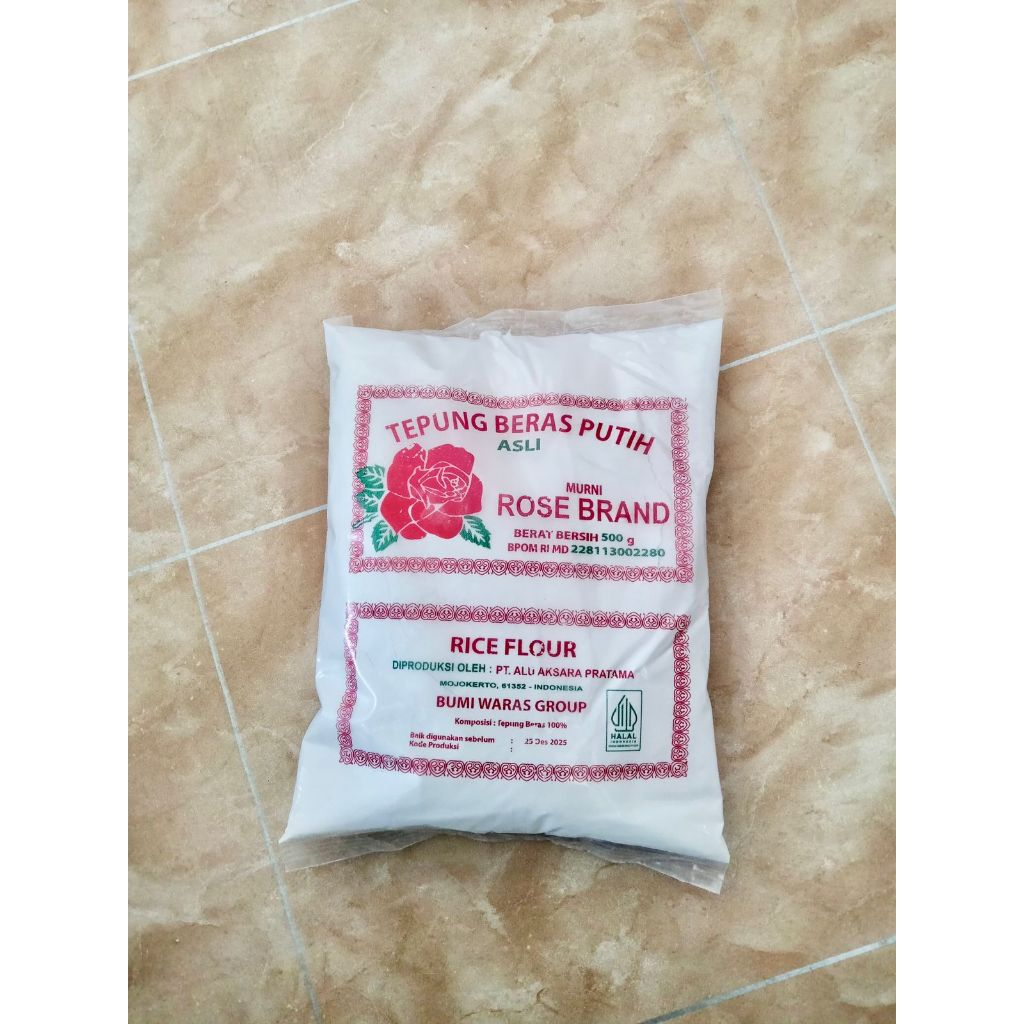 TEPUNG BERAS PUTIH
ASLI
MURNI
ROSE BRAND
BERAT BERSIH 500 g
BPOM RI MD 228113002280
RICE FLOUR
DIPRODUKSI OLEH : PT. ALU AKSARA PRATAMA
MOJOKERTO, 61352 - INDONESIA
BUMI WARAS GROUP
Komposisi : Tepung Beras 100%
Baik digunakan sebelum : 25 Des 2025
Kode Produksi :
HALAL
INDONESIA